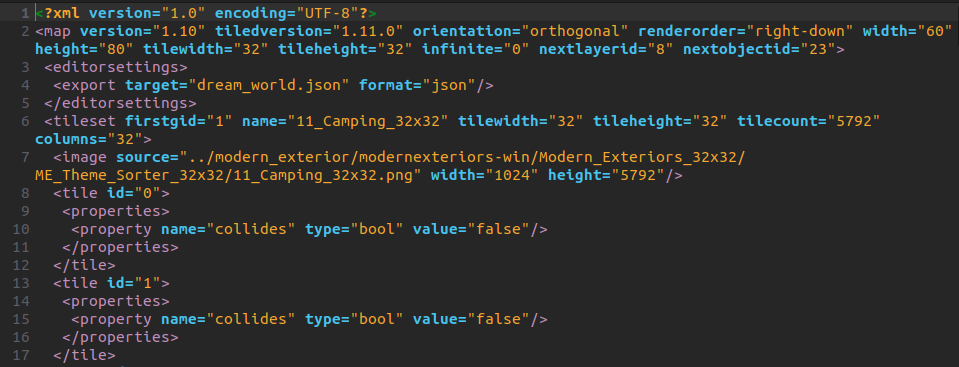 1 <?xml version="1.0" encoding="UTF-8"?>
2 <map version="1.10" tiledversion="1.11.0" orientation="orthogonal" renderorder="right-down" width="60"
height="80" tilewidth="32" tileheight="32" infinite="0" nextlayerid="8" nextobjectid="23">
3 <editorsettings>
4 <export target="dream_world.json" format="json"/>
5 </editorsettings>
6 <tileset firstgid="1" name="11_Camping_32x32" tilewidth="32" tileheight="32" tilecount="5792"
columns="32">
7 <image source="../modern_exterior/modernexteriors-win/Modern_Exteriors_32x32/
ME_Theme_Sorter_32x32/11_Camping_32x32.png" width="1024" height="5792"/>
8 <tile id="0">
9 <properties>
10 <property name="collides" type="bool" value="false"/>
11 </properties>
12 </tile>
13 <tile id="1">
14 <properties>
15 <property name="collides" type="bool" value="false"/>
16 </properties>
17 </tile>